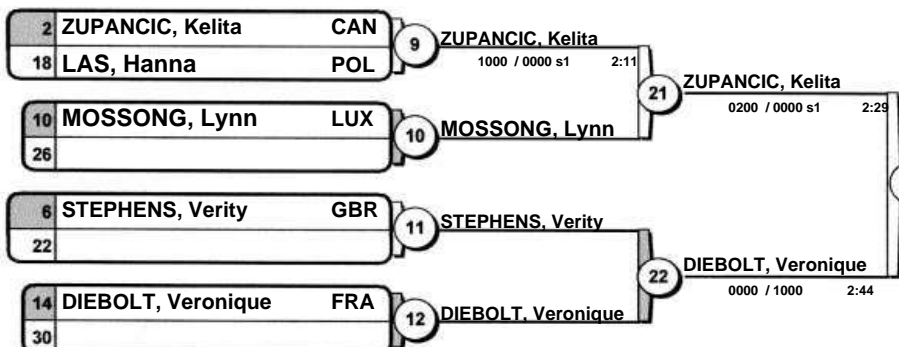 2 ZUPANCIC, Kelita CAN
18 LAS, Hanna POL
9
ZUPANCIC, Kelita
1000 / 0000 s1 2:11
21
ZUPANCIC, Kelita
0200 / 0000 s1 2:29
10 MOSSONG, Lynn LUX
26
10
MOSSONG, Lynn
6 STEPHENS, Verity GBR
22
11
STEPHENS, Verity
22
DIEBOLT, Veronique
0000 / 1000 2:44
14 DIEBOLT, Veronique FRA
30
12
DIEBOLT, Veronique